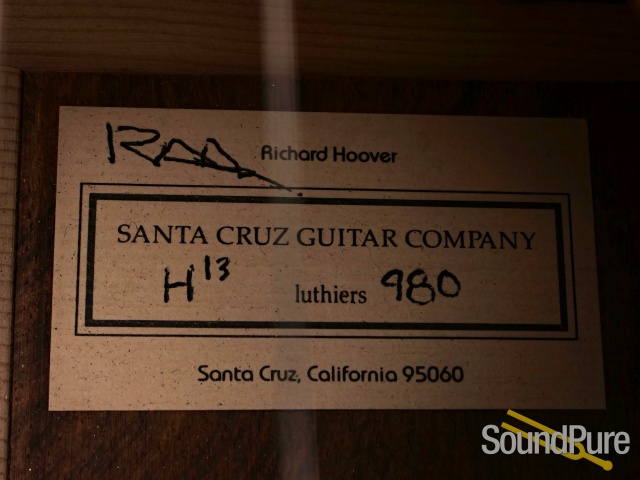 Richard Hoover
SANTA CRUZ GUITAR COMPANY
H13 luthiers 980
Santa Cruz, California 95060
SoundPure